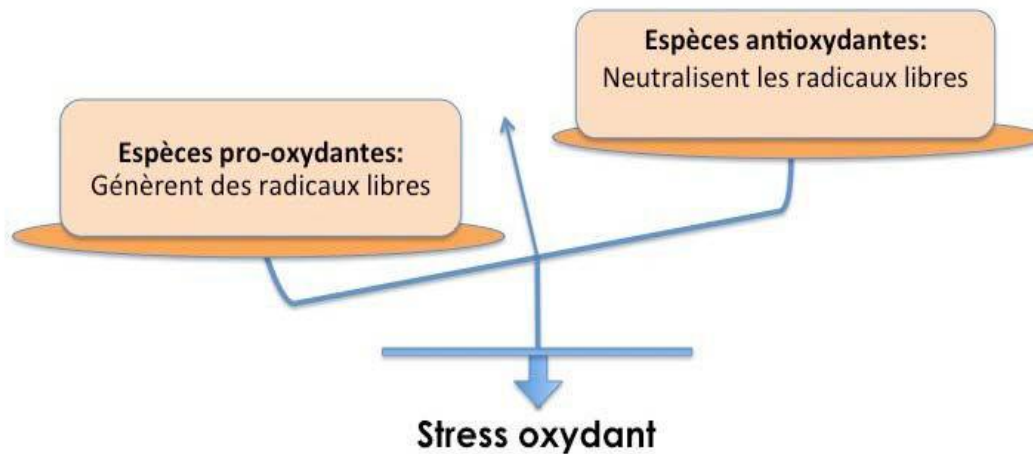 Espèces antioxydantes:
Neutralisent les radicaux libres
Espèces pro-oxydantes:
Génèrent des radicaux libres
Stress oxydant